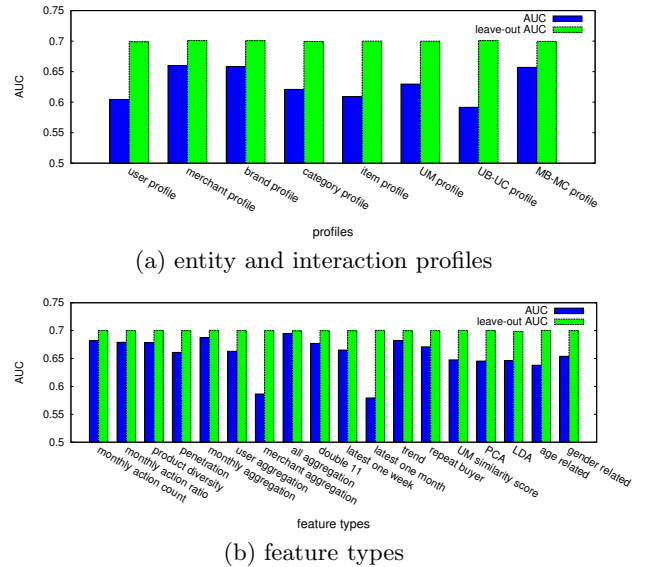 0.75
AUC
leave-out AUC
0.7
0.65
0.6
0.55
0.5
AUC
user profile
merchant profile
brand profile
category profile
item profile
UM profile
UB-UC profile
MB-MC profile
profiles
(a) entity and interaction profiles
0.75
AUC
leave-out AUC
0.7
0.65
0.6
0.55
0.5
AUC
monthly action count
monthly action ratio
product diversity
penetration
monthly aggregation
user aggregation
merchant aggregation
all aggregation
double 11
latest one week
latest one month
trend
repeat buyer
UM similarity score
PCA
LDA
age related
gender related
feature types
(b) feature types